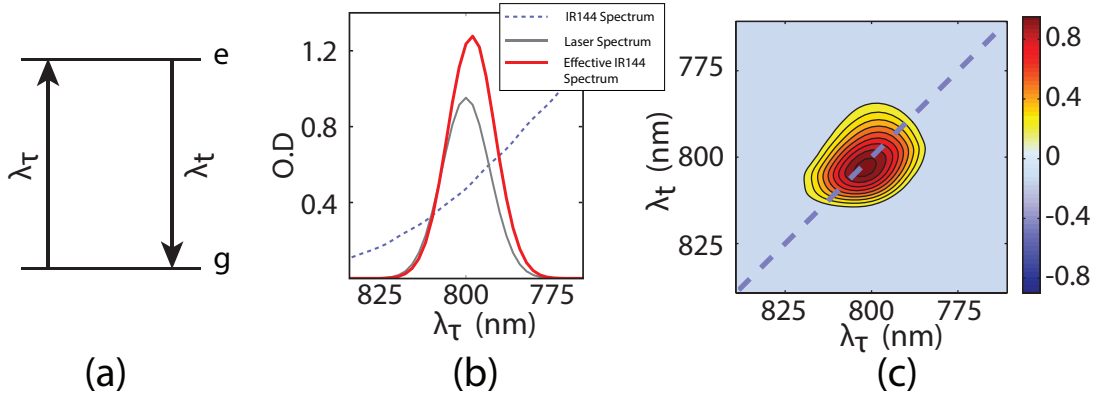 e
λτ
λt
g
(a)
IR144 Spectrum
Laser Spectrum
Effective IR144
Spectrum
1.2
0.8
0.4
O.D
825 800 775
λτ (nm)
(b)
775
800
825
λt (nm)
825 800 775
λτ (nm)
(c)
0.8
0.4
0
-0.4
-0.8